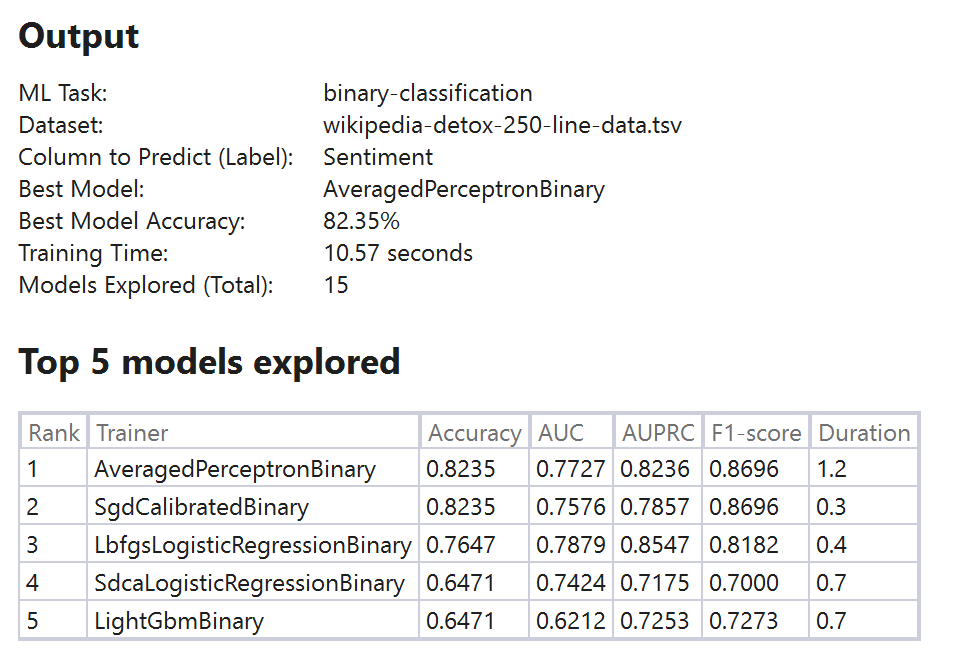 Output
ML Task: binary-classification
Dataset: wikipedia-detox-250-line-data.tsv
Column to Predict (Label): Sentiment
Best Model: AveragedPerceptronBinary
Best Model Accuracy: 82.35%
Training Time: 10.57 seconds
Models Explored (Total): 15
Top 5 models explored
Rank Trainer Accuracy AUC AUPRC F1-score Duration
1 AveragedPerceptronBinary 0.8235 0.7727 0.8236 0.8696 1.2
2 SgdCalibratedBinary 0.8235 0.7576 0.7857 0.8696 0.3
3 LbfgsLogisticRegressionBinary 0.7647 0.7879 0.8547 0.8182 0.4
4 SdcaLogisticRegressionBinary 0.6471 0.7424 0.7175 0.7000 0.7
5 LightGbmBinary 0.6471 0.6212 0.7253 0.7273 0.7